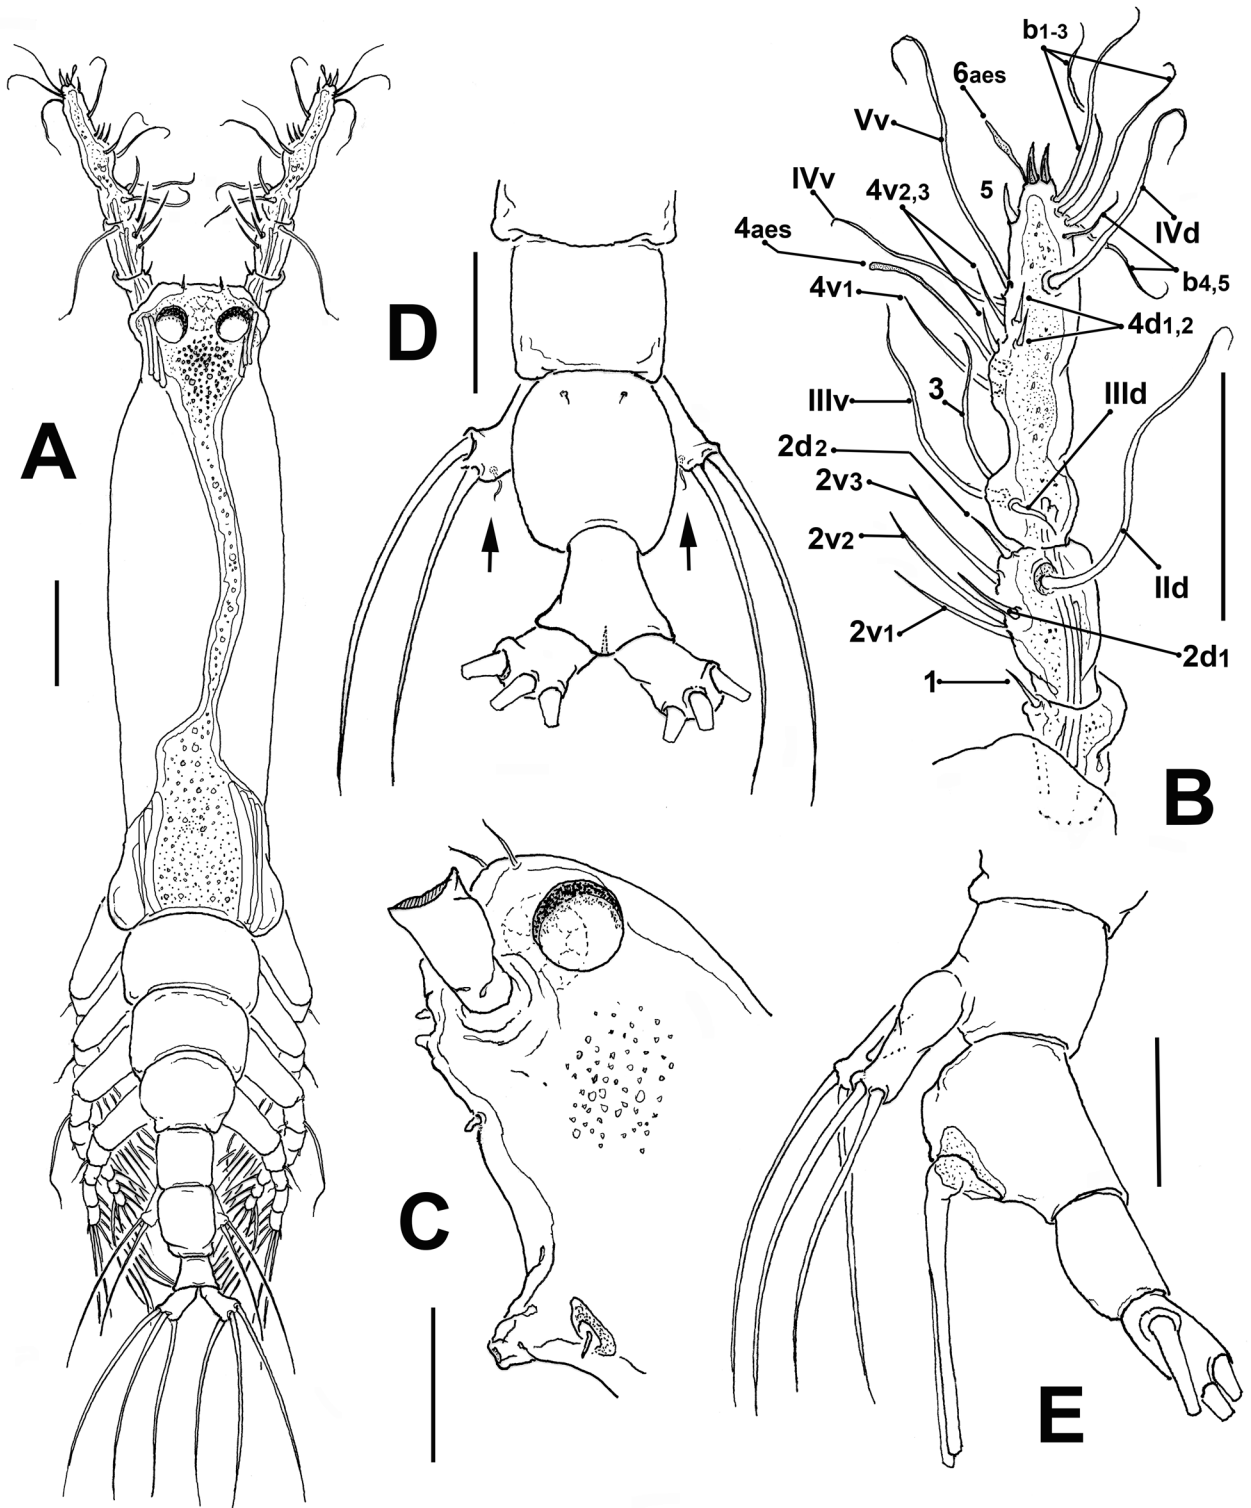 A
b1-3
6aes
Vv
IVv
4v2,3
5
4aes
IVd
b4,5
4v1
4d1,2
D
IIIv
3
IIId
2d2
2v3
2v2
IId
2v1
2d1
1
B
C
E